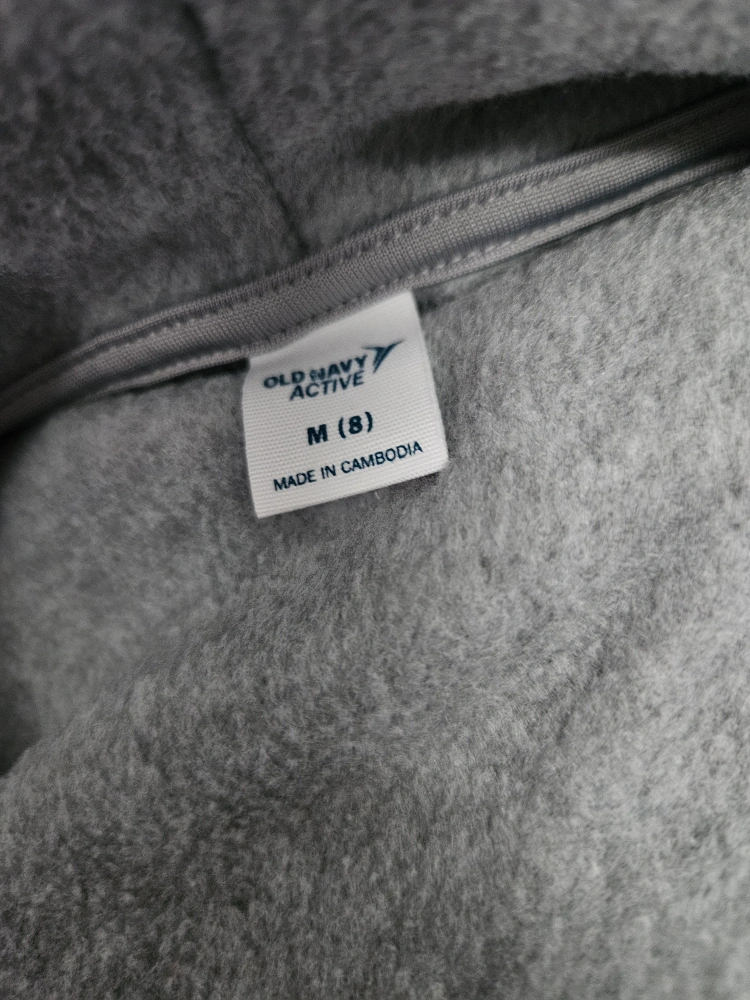 OLD NAVY
ACTIVE
M (8)
MADE IN CAMBODIA